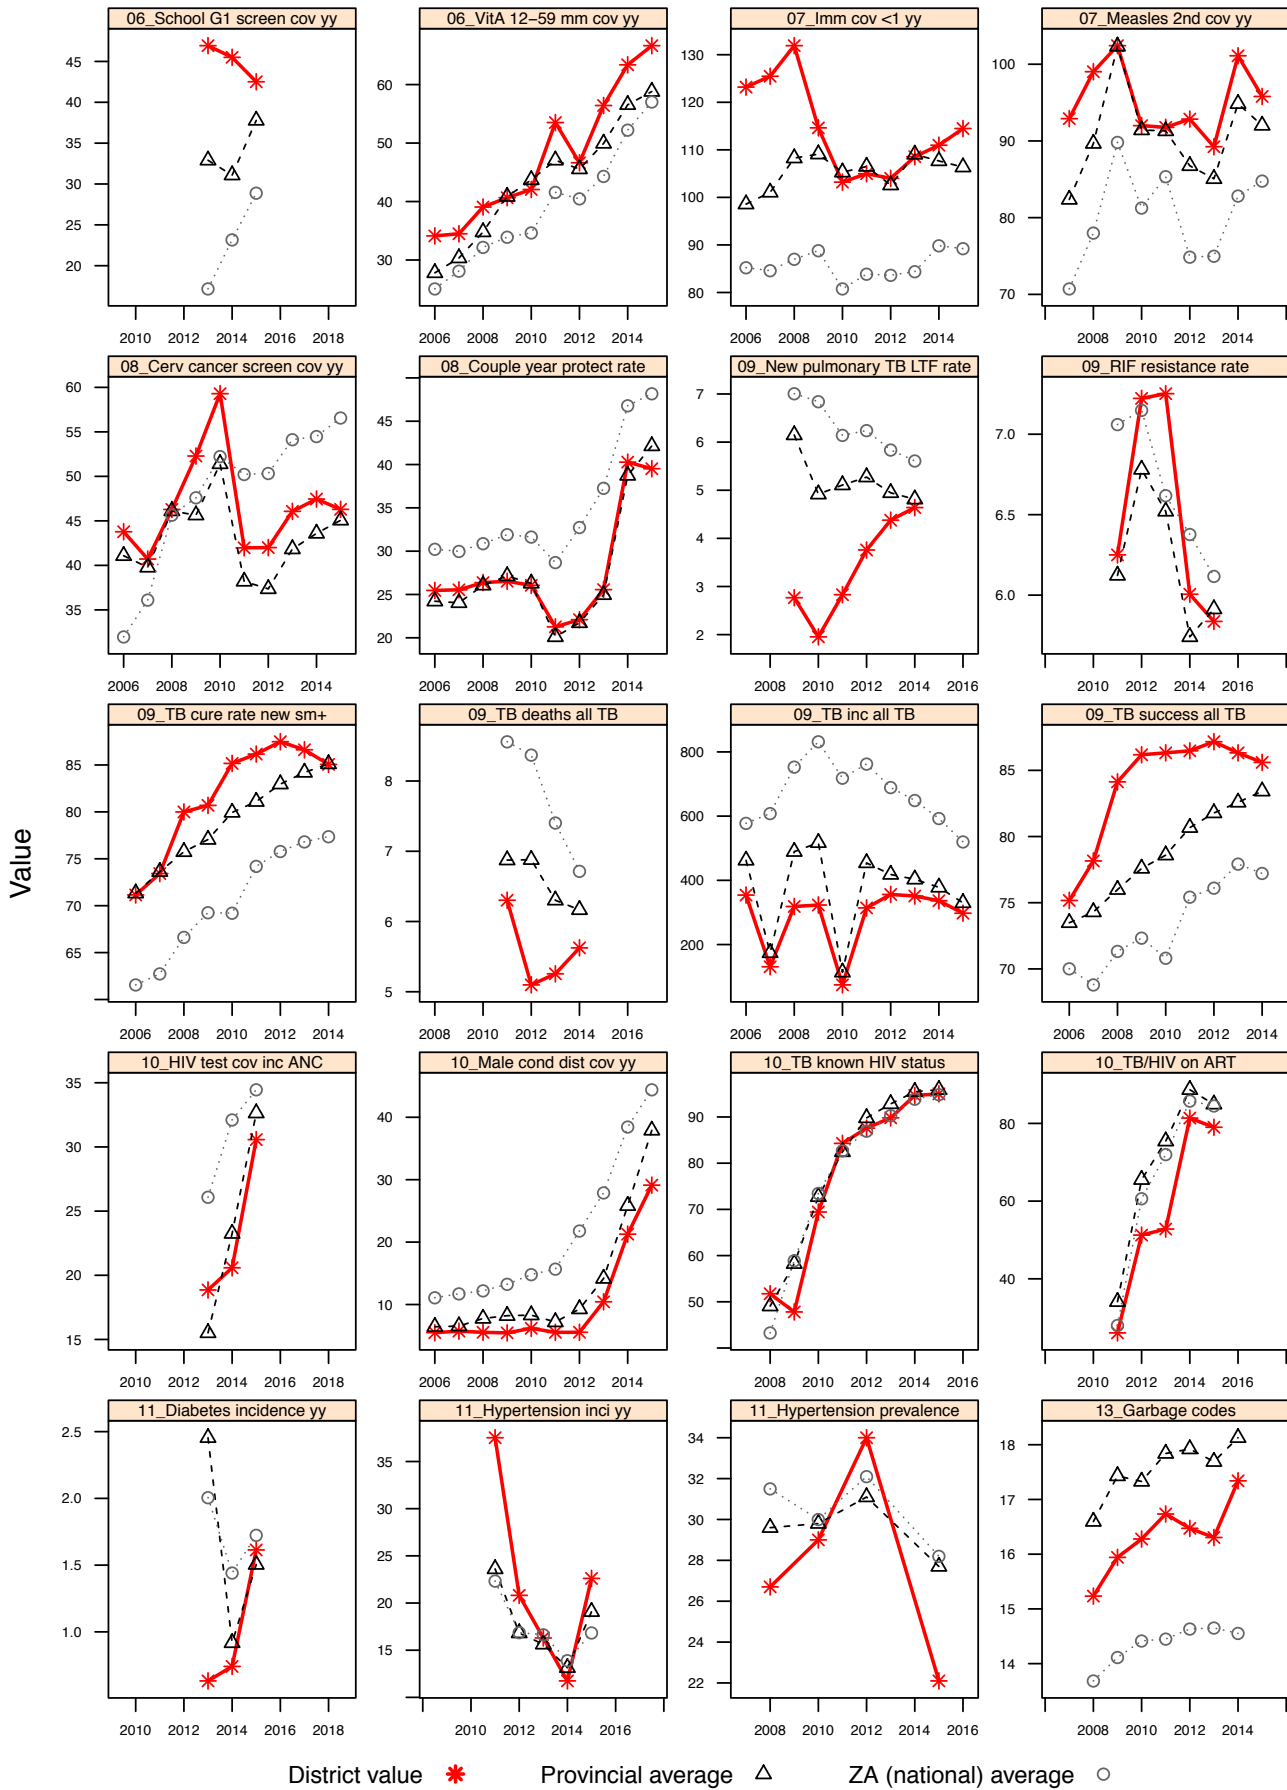 06_School G1 screen cov yy
06_VitA 12−59 mm cov yy
07_Imm cov <1 yy
07_Measles 2nd cov yy
45
40
35
30
25
20
2010 2012 2014 2016 2018
60
50
40
30
2006 2008 2010 2012 2014
130
120
110
100
90
80
2006 2008 2010 2012 2014
100
90
80
70
2008 2010 2012 2014
08_Cerv cancer screen cov yy
08_Couple year protect rate
09_New pulmonary TB LTF rate
09_RIF resistance rate
60
55
50
45
40
35
2006 2008 2010 2012 2014
45
40
35
30
25
20
2006 2008 2010 2012 2014
7
6
5
4
3
2
2008 2010 2012 2014 2016
7.0
6.5
6.0
2010 2012 2014 2016
09_TB cure rate new sm+
09_TB deaths all TB
09_TB inc all TB
09_TB success all TB
85
80
75
70
65
2006 2008 2010 2012 2014
8
7
6
5
2010 2012 2014 2016
800
600
400
200
2006 2008 2010 2012 2014
85
80
75
70
2006 2008 2010 2012 2014
Value
10_HIV test cov inc ANC
10_Male cond dist cov yy
10_TB known HIV status
10_TB/HIV on ART
35
30
25
20
15
2010 2012 2014 2016 2018
40
30
20
10
2006 2008 2010 2012 2014
90
80
70
60
50
2008 2010 2012 2014 2016
80
60
40
2010 2012 2014 2016
11_Diabetes incidence yy
11_Hypertension inci yy
11_Hypertension prevalence
13_Garbage codes
2.5
2.0
1.5
1.0
2010 2012 2014 2016 2018
35
30
25
20
15
2010 2012 2014 2016
34
32
30
28
26
24
22
2008 2010 2012 2014 2016
18
17
16
15
14
2008 2010 2012 2014
District value Provincial average ZA (national) average